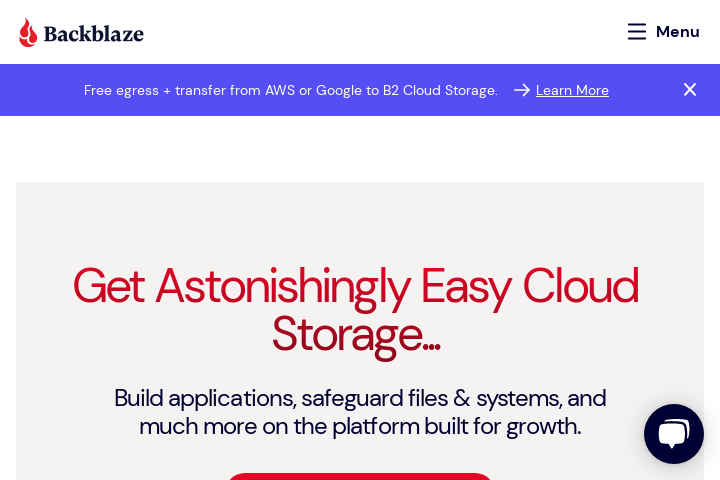 Backblaze
Menu
Free egress + transfer from AWS or Google to B2 Cloud Storage.
Learn More
Get Astonishingly Easy Cloud
Storage...
Build applications, safeguard files & systems, and
much more on the platform built for growth.